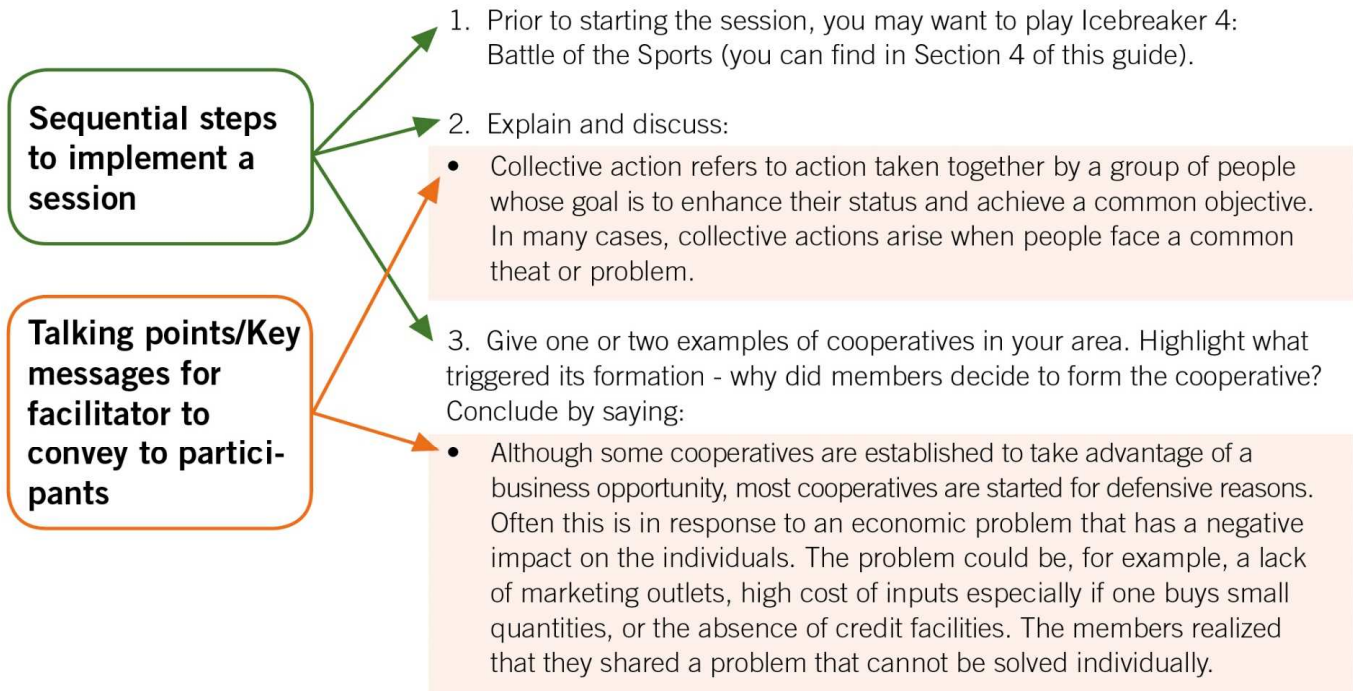 Sequential steps
to implement a
session
Talking points/Key
messages for
facilitator to
convey to partici-
pants
1. Prior to starting the session, you may want to play Icebreaker 4:
Battle of the Sports (you can find in Section 4 of this guide).
2. Explain and discuss:
• Collective action refers to action taken together by a group of people
whose goal is to enhance their status and achieve a common objective.
In many cases, collective actions arise when people face a common
theat or problem.
3. Give one or two examples of cooperatives in your area. Highlight what
triggered its formation - why did members decide to form the cooperative?
Conclude by saying:
• Although some cooperatives are established to take advantage of a
business opportunity, most cooperatives are started for defensive reasons.
Often this is in response to an economic problem that has a negative
impact on the individuals. The problem could be, for example, a lack
of marketing outlets, high cost of inputs especially if one buys small
quantities, or the absence of credit facilities. The members realized
that they shared a problem that cannot be solved individually.